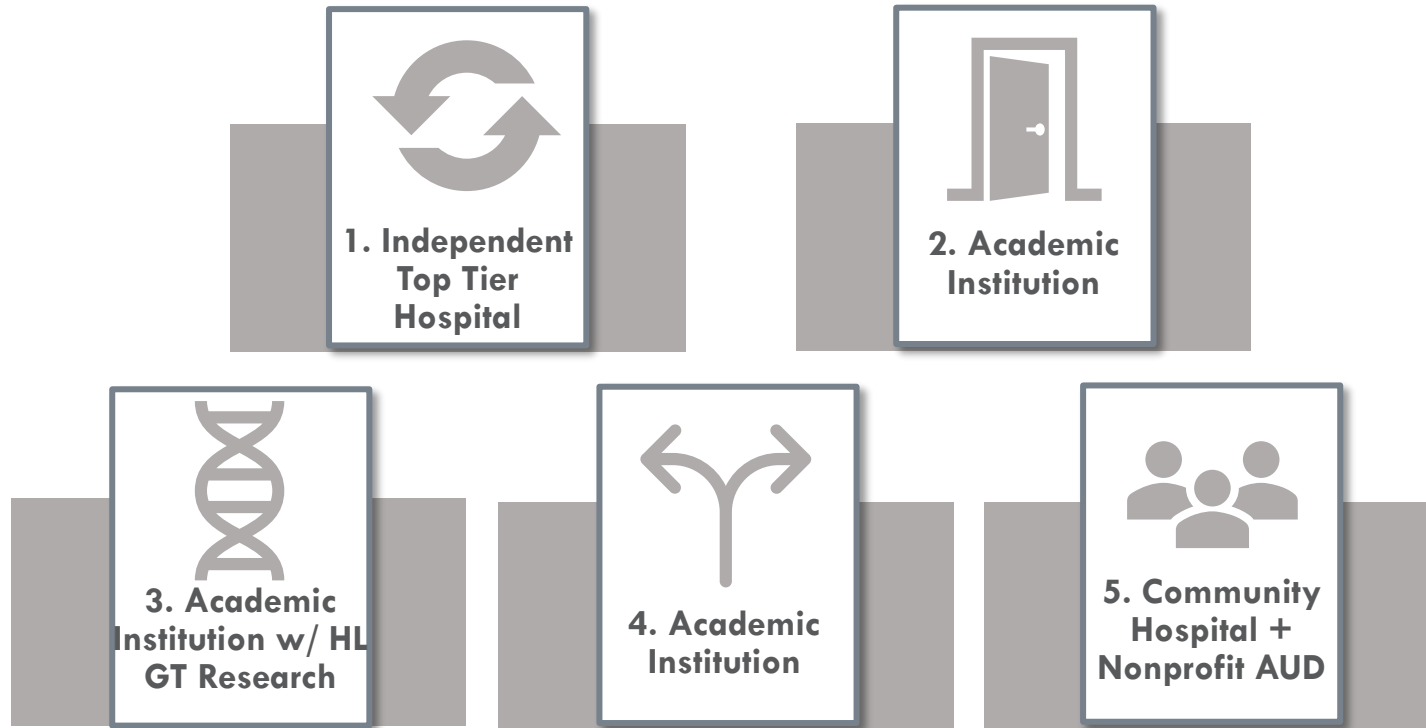 1. Independent
Top Tier
Hospital
2. Academic
Institution
3. Academic
Institution w/ HL
GT Research
4. Academic
Institution
5. Community
Hospital +
Nonprofit AUD